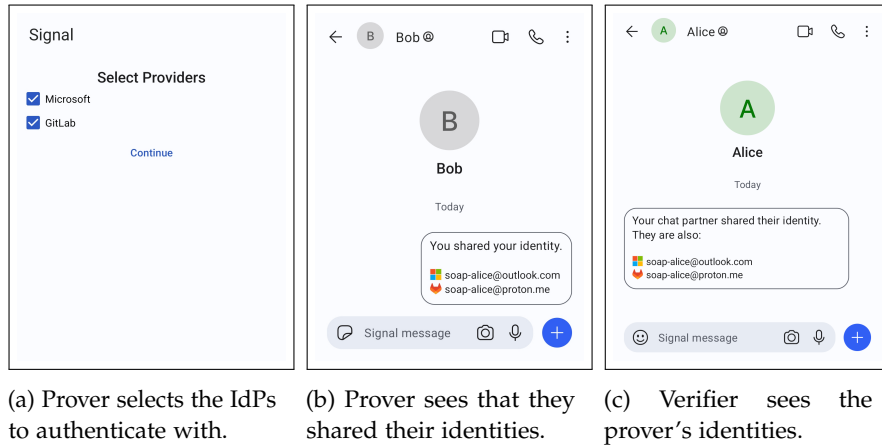 Signal
Select Providers
Microsoft
GitLab
Continue
B
Bob
B
Bob
Today
You shared your identity.
soap-alice@outlook.com
soap-alice@proton.me
Signal message
A
Alice
A
Alice
Today
Your chat partner shared their identity.
They are also:
soap-alice@outlook.com
soap-alice@proton.me
Signal message
(a) Prover selects the IdPs
to authenticate with.
(b) Prover sees that they
shared their identities.
(c) Verifier sees the
prover's identities.